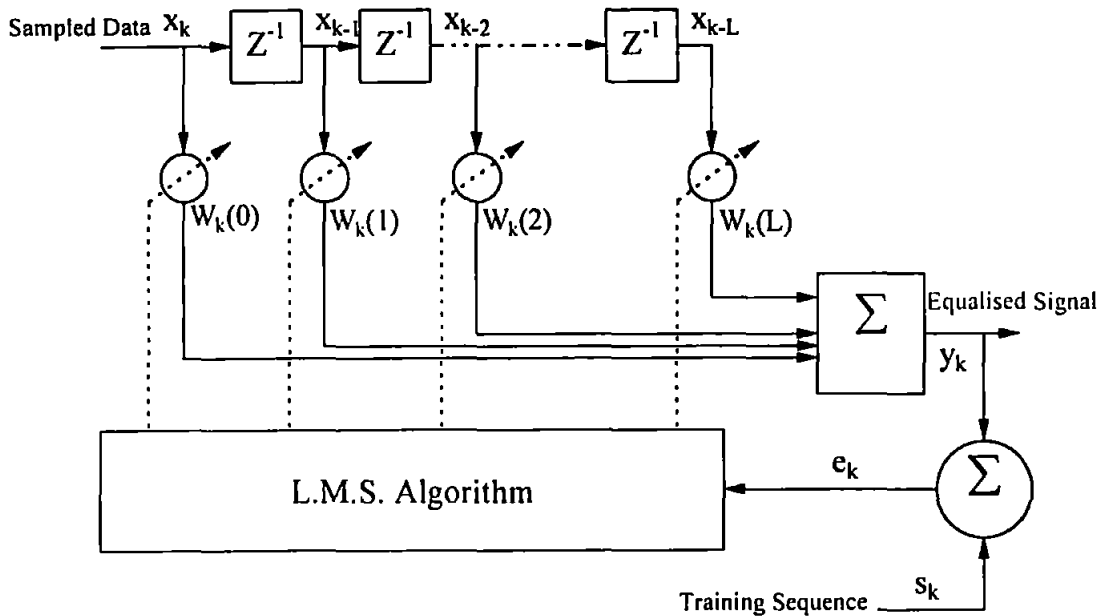 Sampled Data x_k Z^-1 x_k-1 Z^-1 x_k-2 Z^-1 x_k-L
W_k(0) W_k(1) W_k(2) W_k(L)
Σ Equalised Signal
y_k
L.M.S. Algorithm e_k Σ
Training Sequence s_k